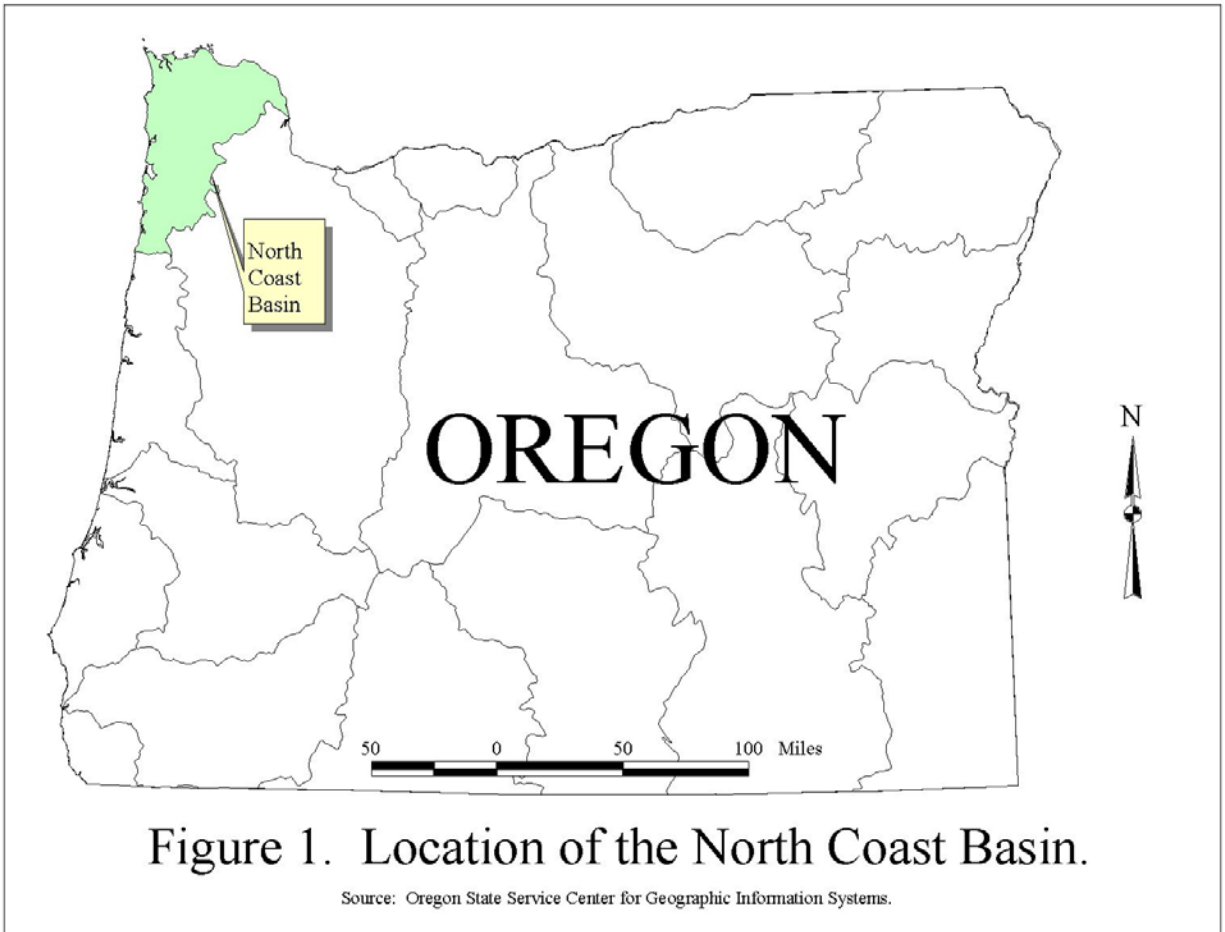 North
Coast
Basin
OREGON
N
50 0 50 100 Miles
Figure 1. Location of the North Coast Basin.
Source: Oregon State Service Center for Geographic Information Systems.